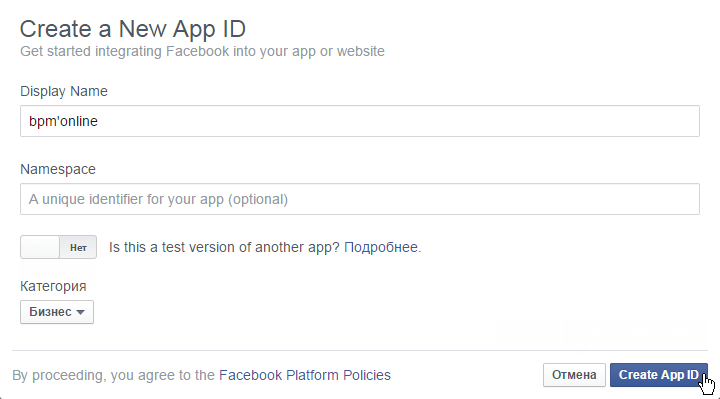 Create a New App ID
Get started integrating Facebook into your app or website
Display Name
bpm'online
Namespace
A unique identifier for your app (optional)
Нет Is this a test version of another app? Подробнее.
Категория
Бизнес
By proceeding, you agree to the Facebook Platform Policies Отмена Create App ID